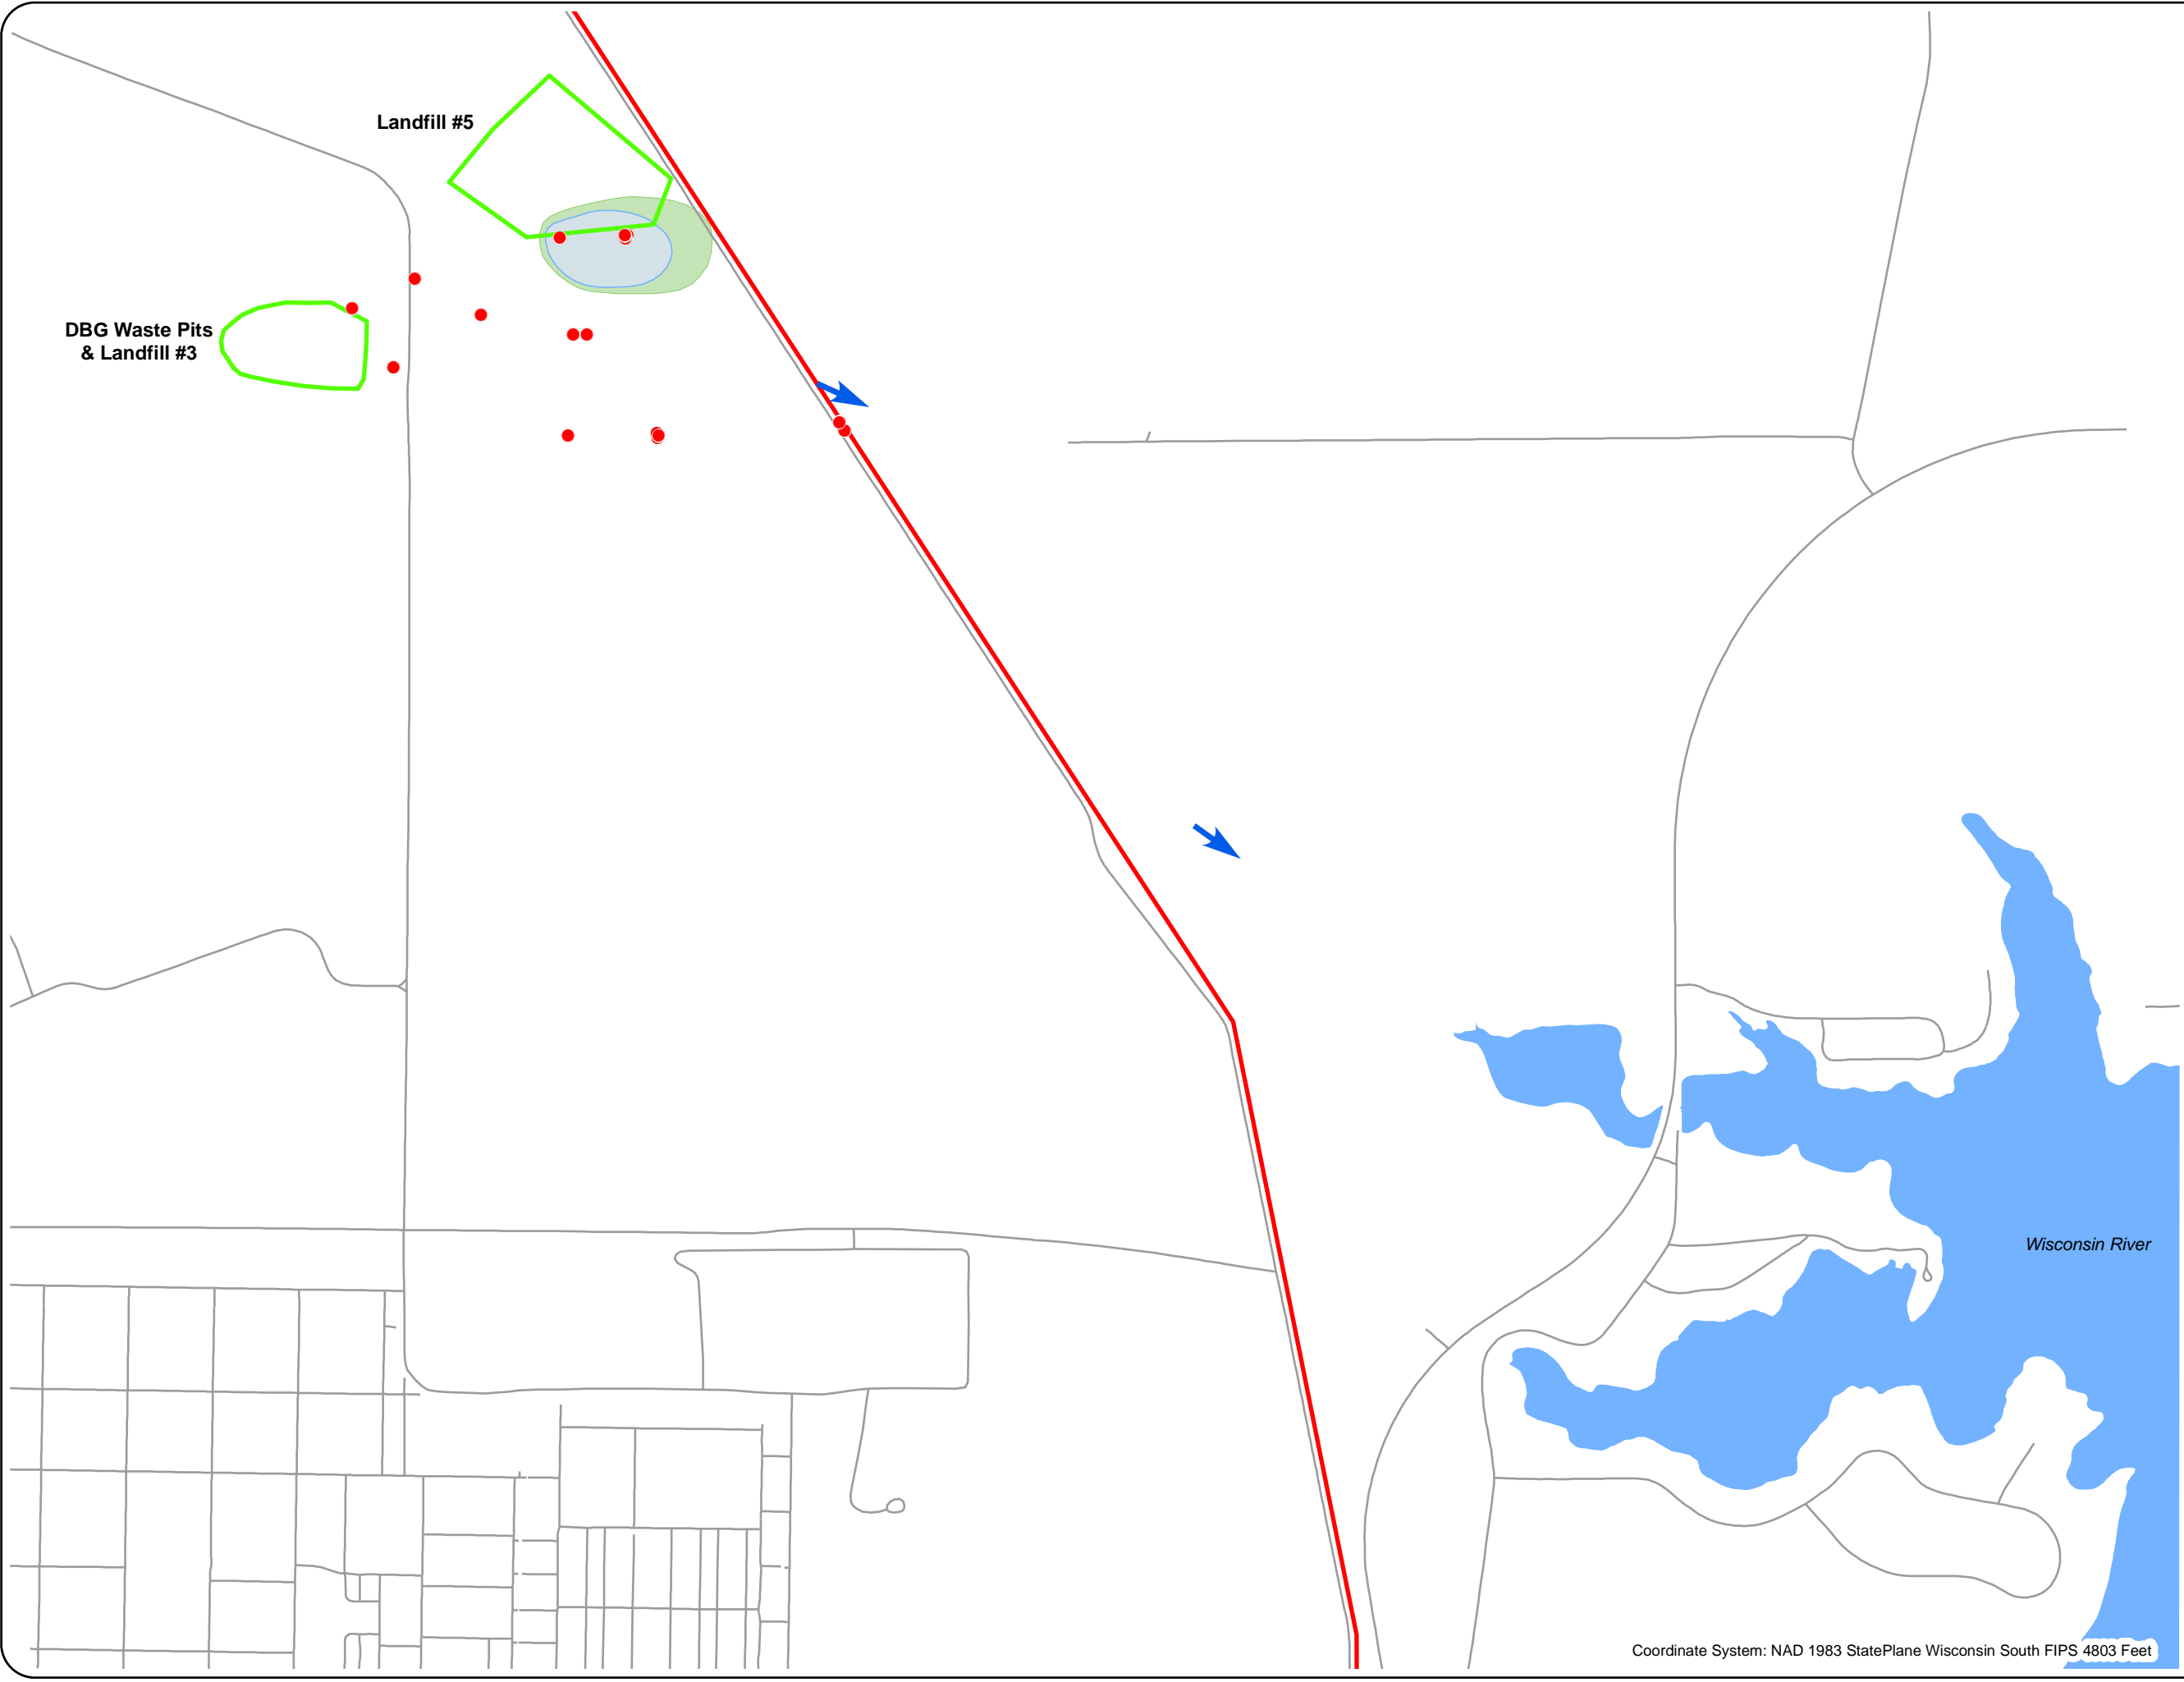 Landfill #5
DBG Waste Pits
& Landfill #3
Wisconsin River
Coordinate System: NAD 1983 StatePlane Wisconsin South FIPS 4803 Feet